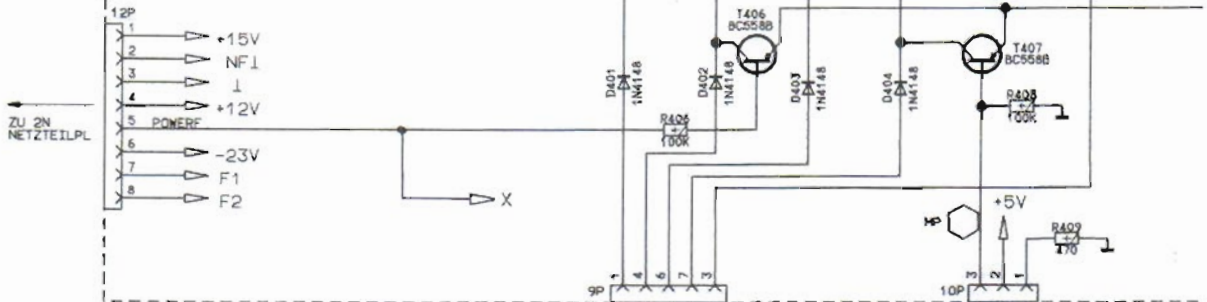 12P
1 +15V
2 NF⊥
3 ⊥
4 +12V
5 POWERF.
6 -23V
7 F1
8 F2
ZU 2N
NETZTEILPL
X
T406
BC558B
T407
BC558B
D401
1N4148
D402
1N4148
D403
1N4148
D404
1N4148
R406
100K
R408
100K
MP
+5V
R409
470
9P
1 4 6 7 3
10P
3 2 1